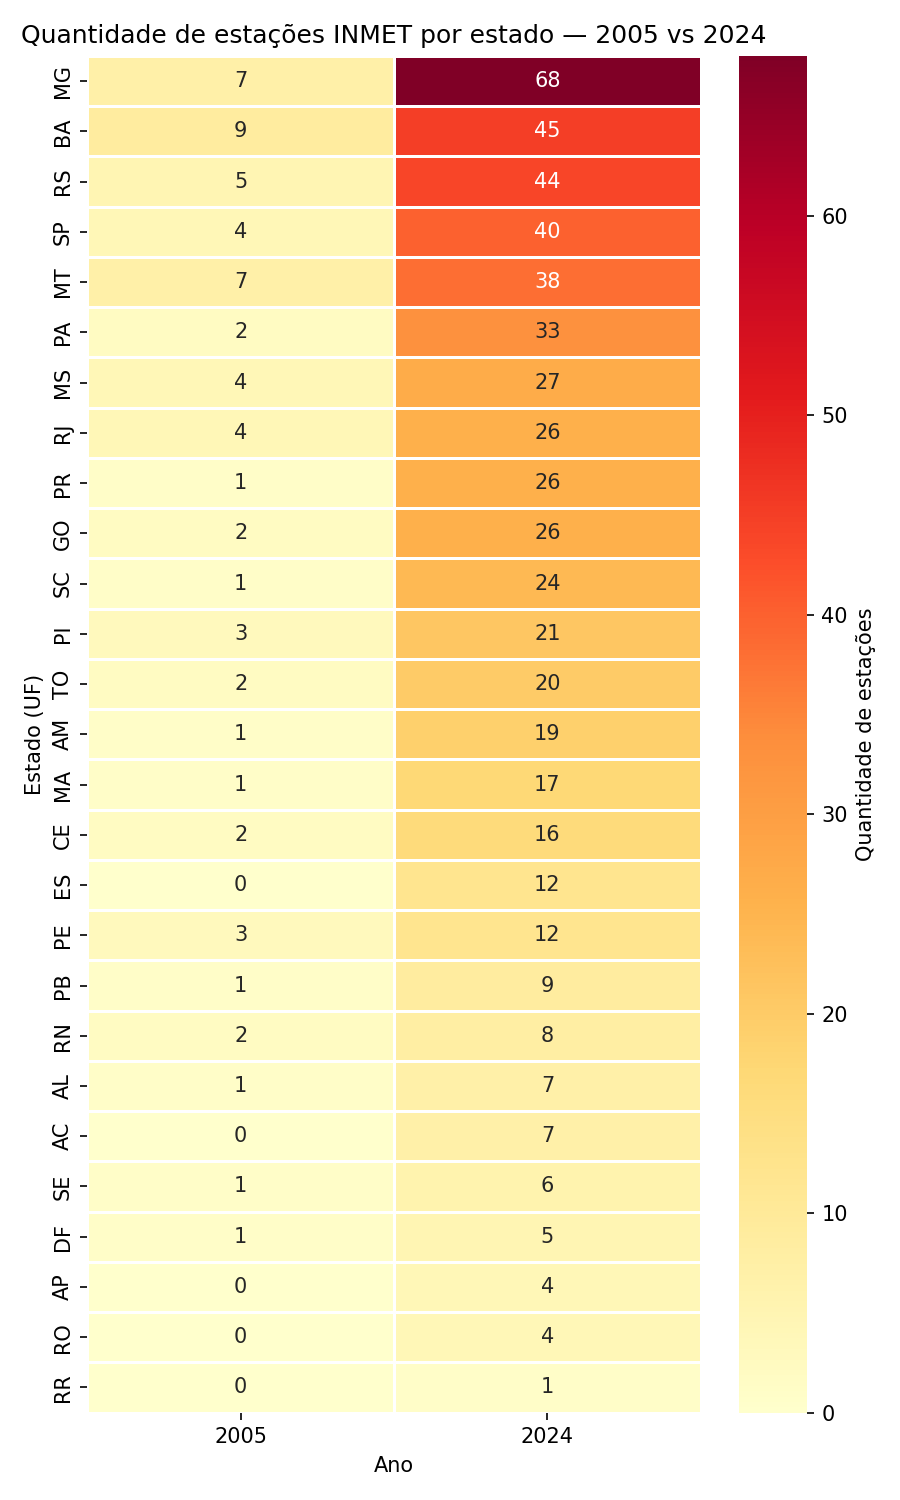 Quantidade de estações INMET por estado — 2005 vs 2024
MG 7 68
BA 9 45
RS 5 44
SP 4 40
MT 7 38
PA 2 33
MS 4 27
RJ 4 26
PR 1 26
GO 2 26
SC 1 24
PI 3 21
TO 2 20
AM 1 19
MA 1 17
CE 2 16
ES 0 12
PE 3 12
PB 1 9
RN 2 8
AL 1 7
AC 0 7
SE 1 6
DF 1 5
AP 0 4
RO 0 4
RR 0 1
2005 2024
Ano
Estado (UF)
60
50
40
30
20
10
0
Quantidade de estações